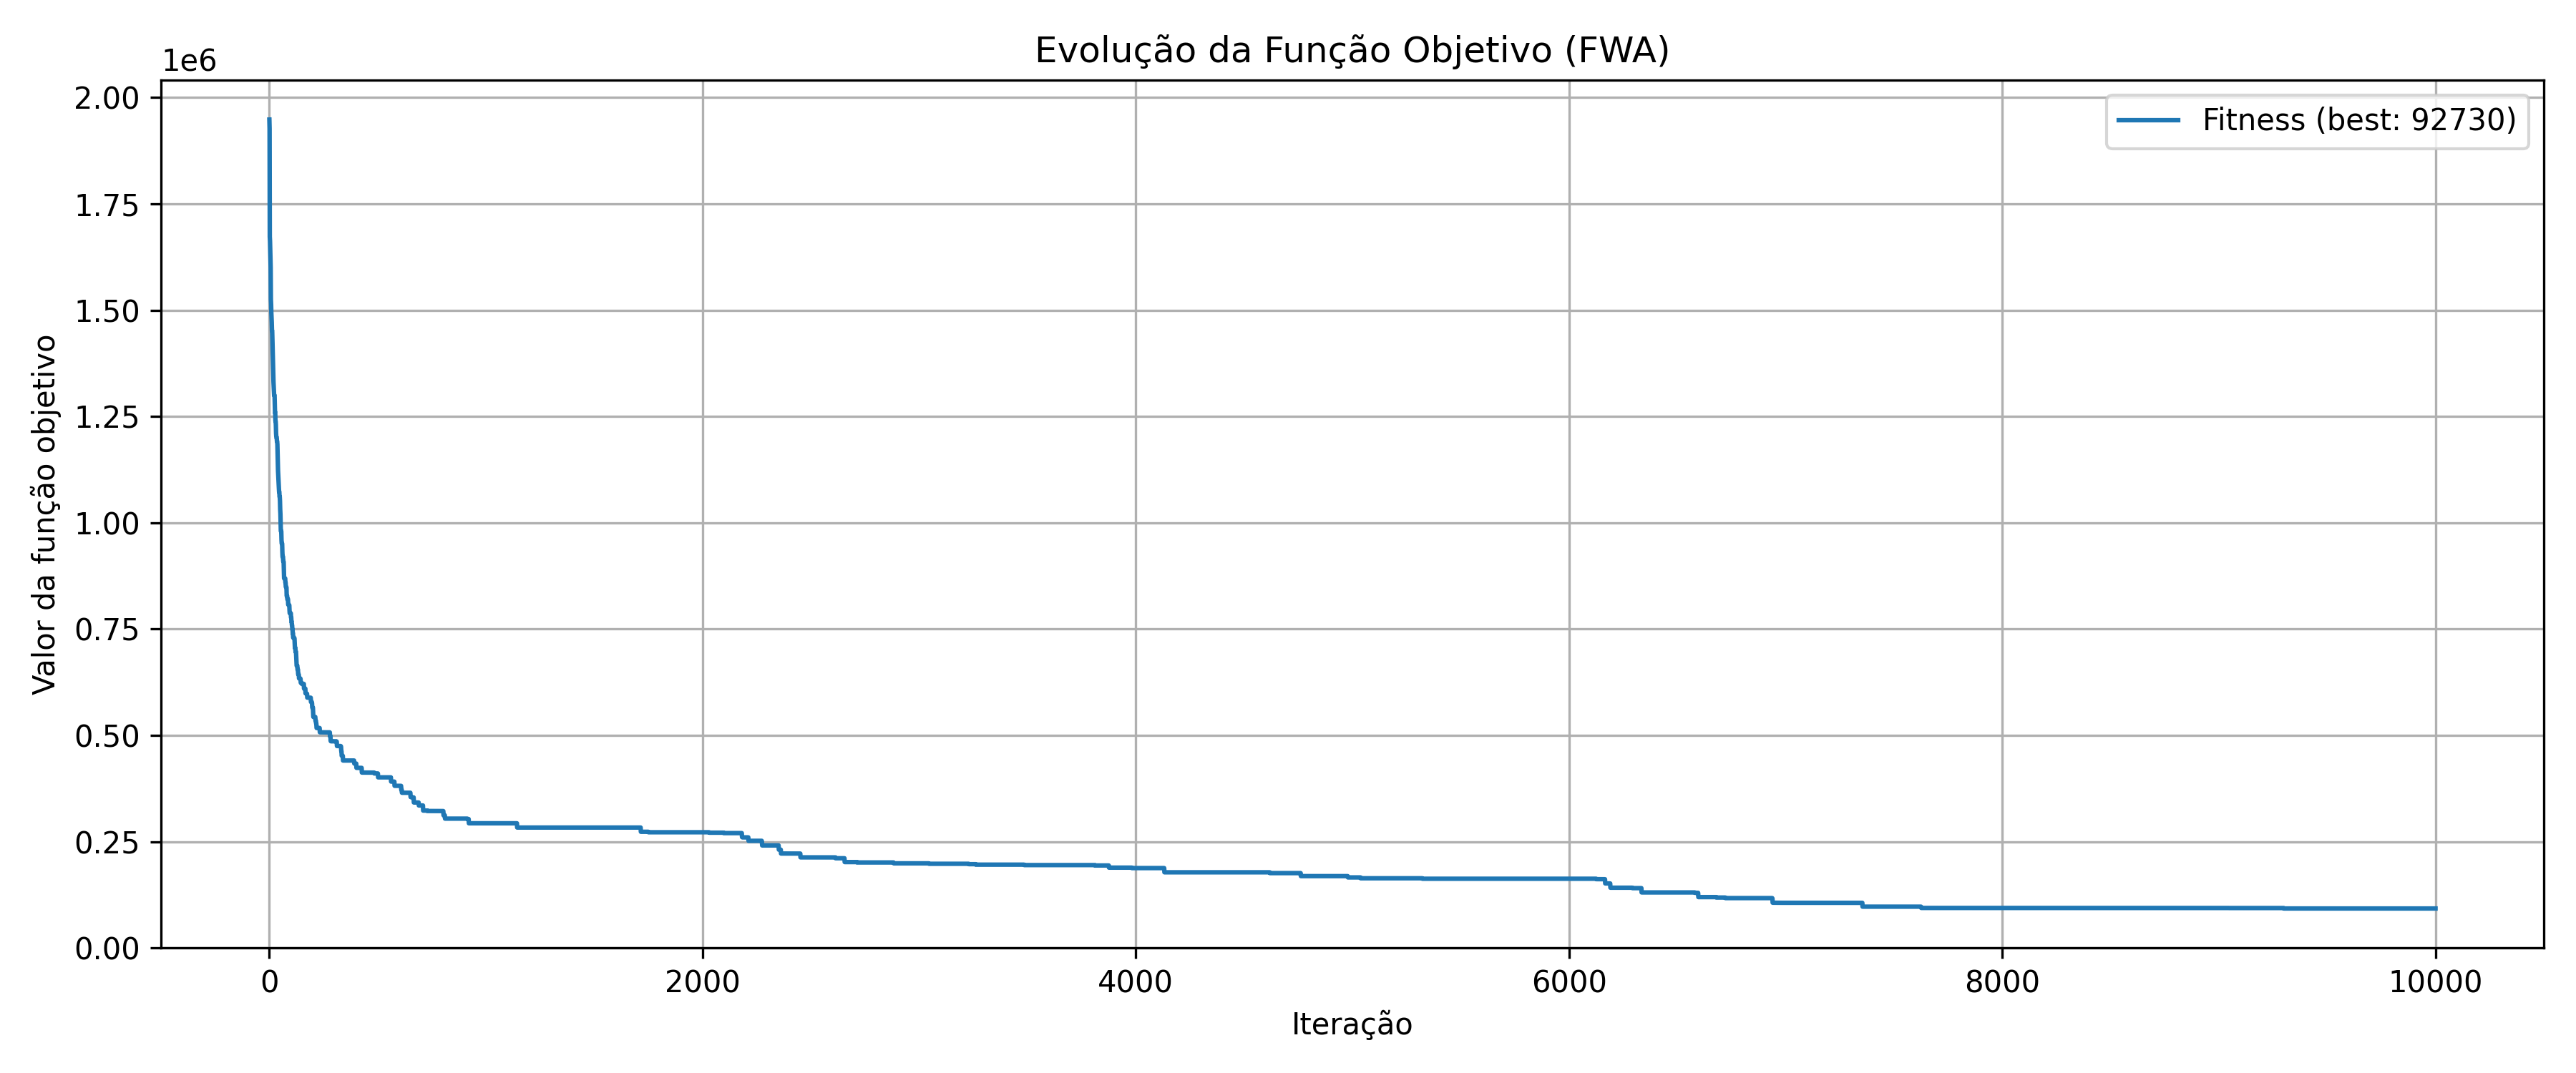 Evolução da Função Objetivo (FWA)
1e6
Fitness (best: 92730)
2.00
1.75
1.50
1.25
1.00
0.75
0.50
0.25
0.00
Valor da função objetivo
0 2000 4000 6000 8000 10000
Iteração